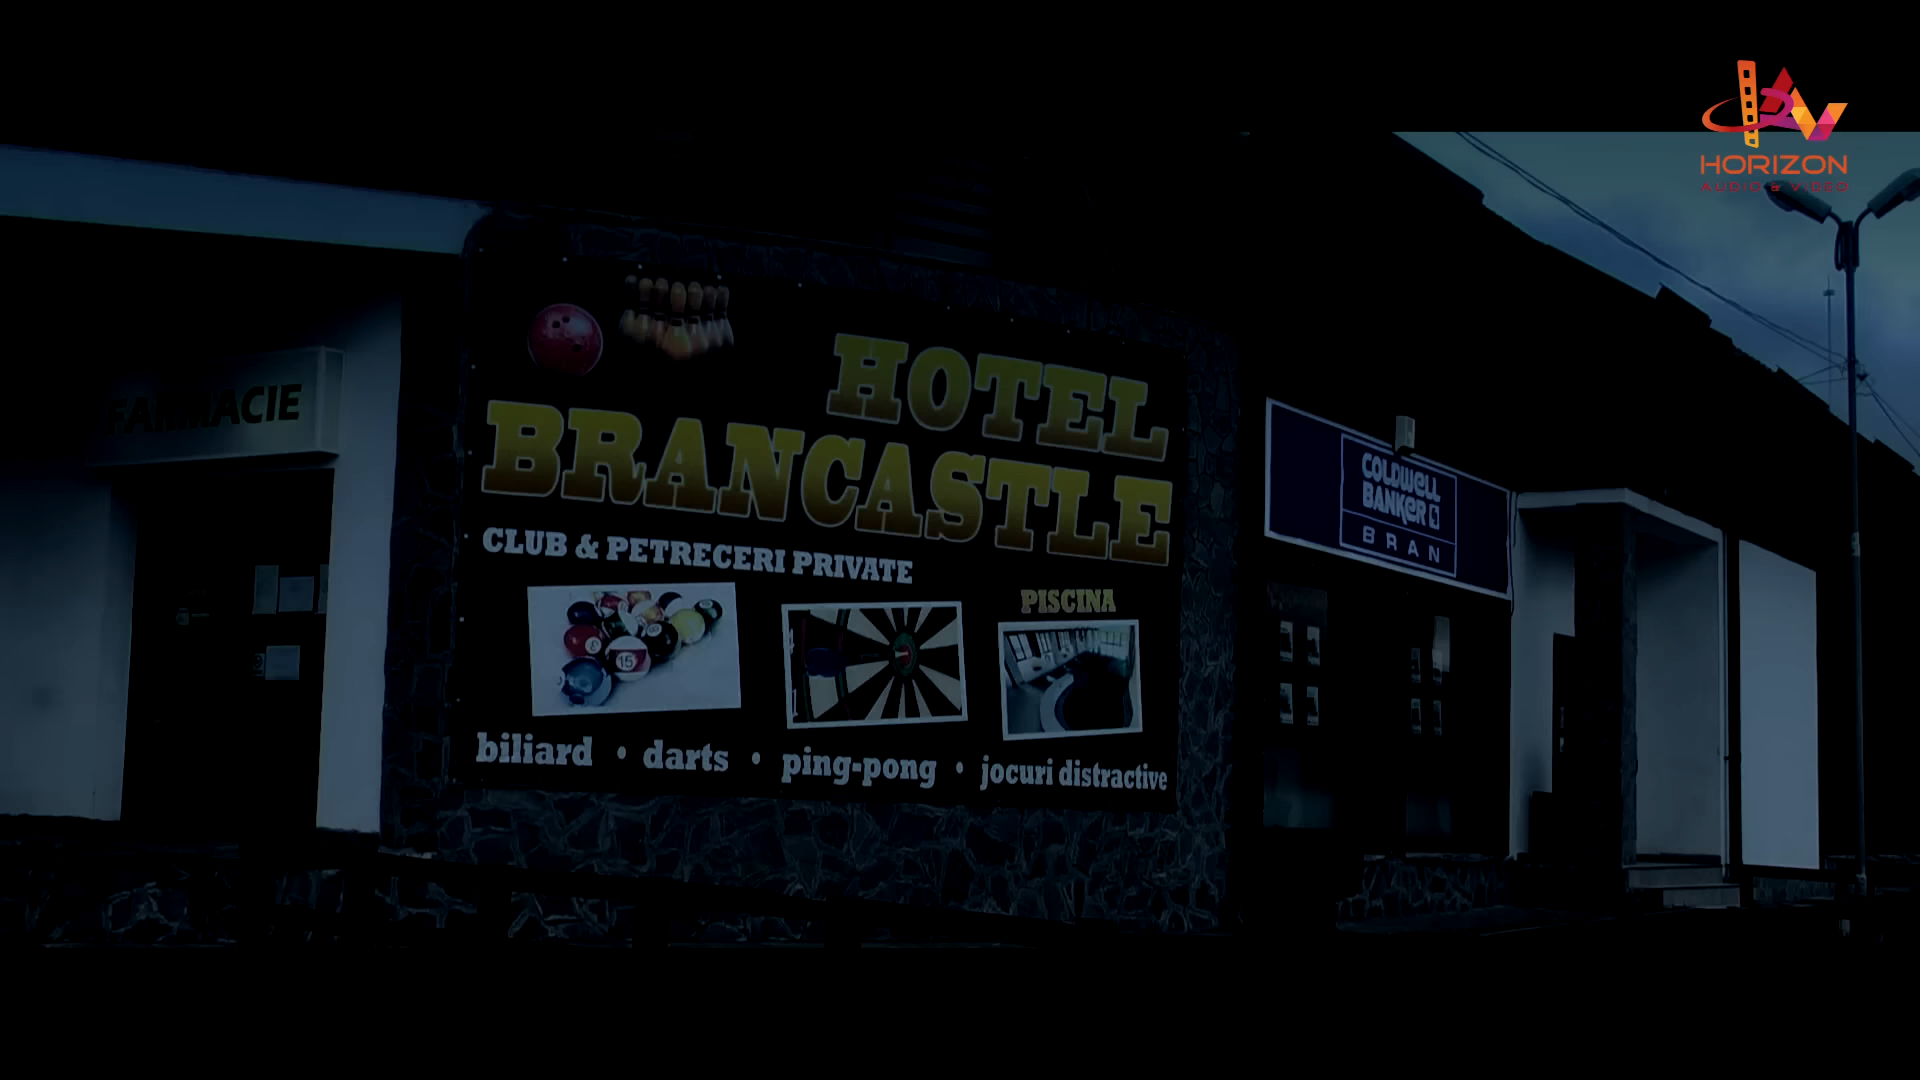 HORIZON
AUDIO & VIDEO
FARMACIE
HOTEL
BRANCASTLE
CLUB & PETRECERI PRIVATE
PISCINA
biliard • darts • ping-pong • jocuri distractive
COLDWELL
BANKER
BRAN